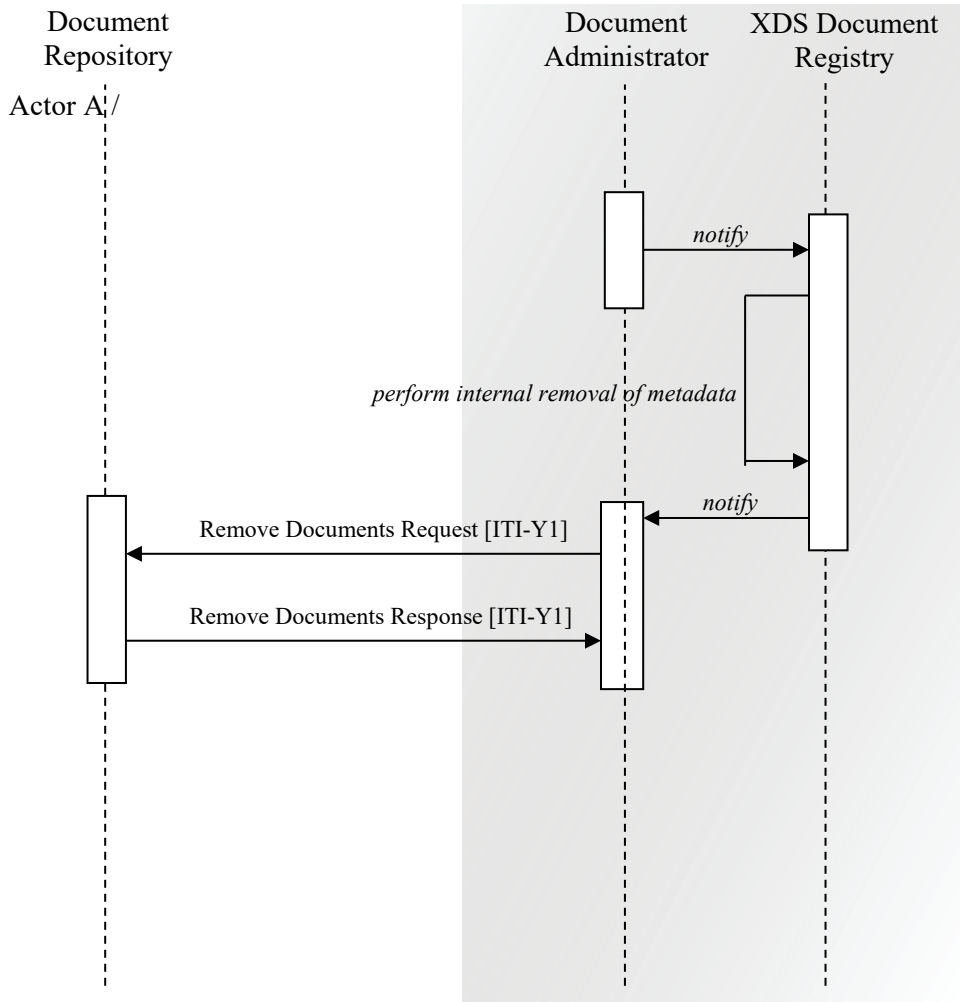 Document
Repository
Document
Administrator
XDS Document
Registry
Actor A /
notify
perform internal removal of metadata
notify
Remove Documents Request [ITI-Y1]
Remove Documents Response [ITI-Y1]